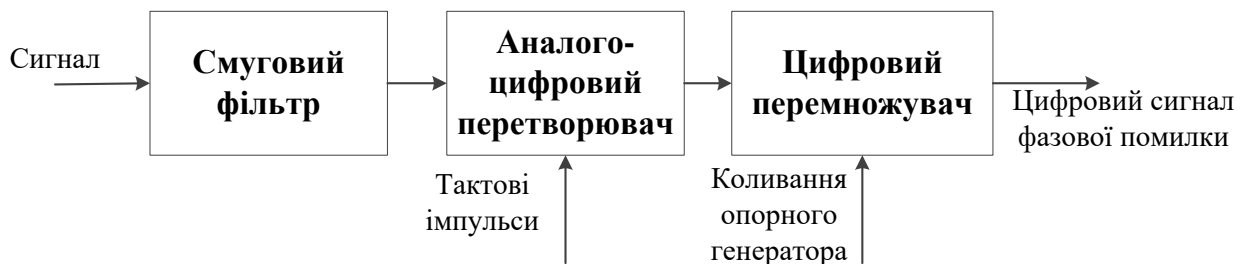 Сигнал
Смуговий
фільтр
Аналого-
цифровий
перетворювач
Цифровий
перемножувач
Цифровий сигнал
фазової помилки
Тактові
імпульси
Коливання
опорного
генератора